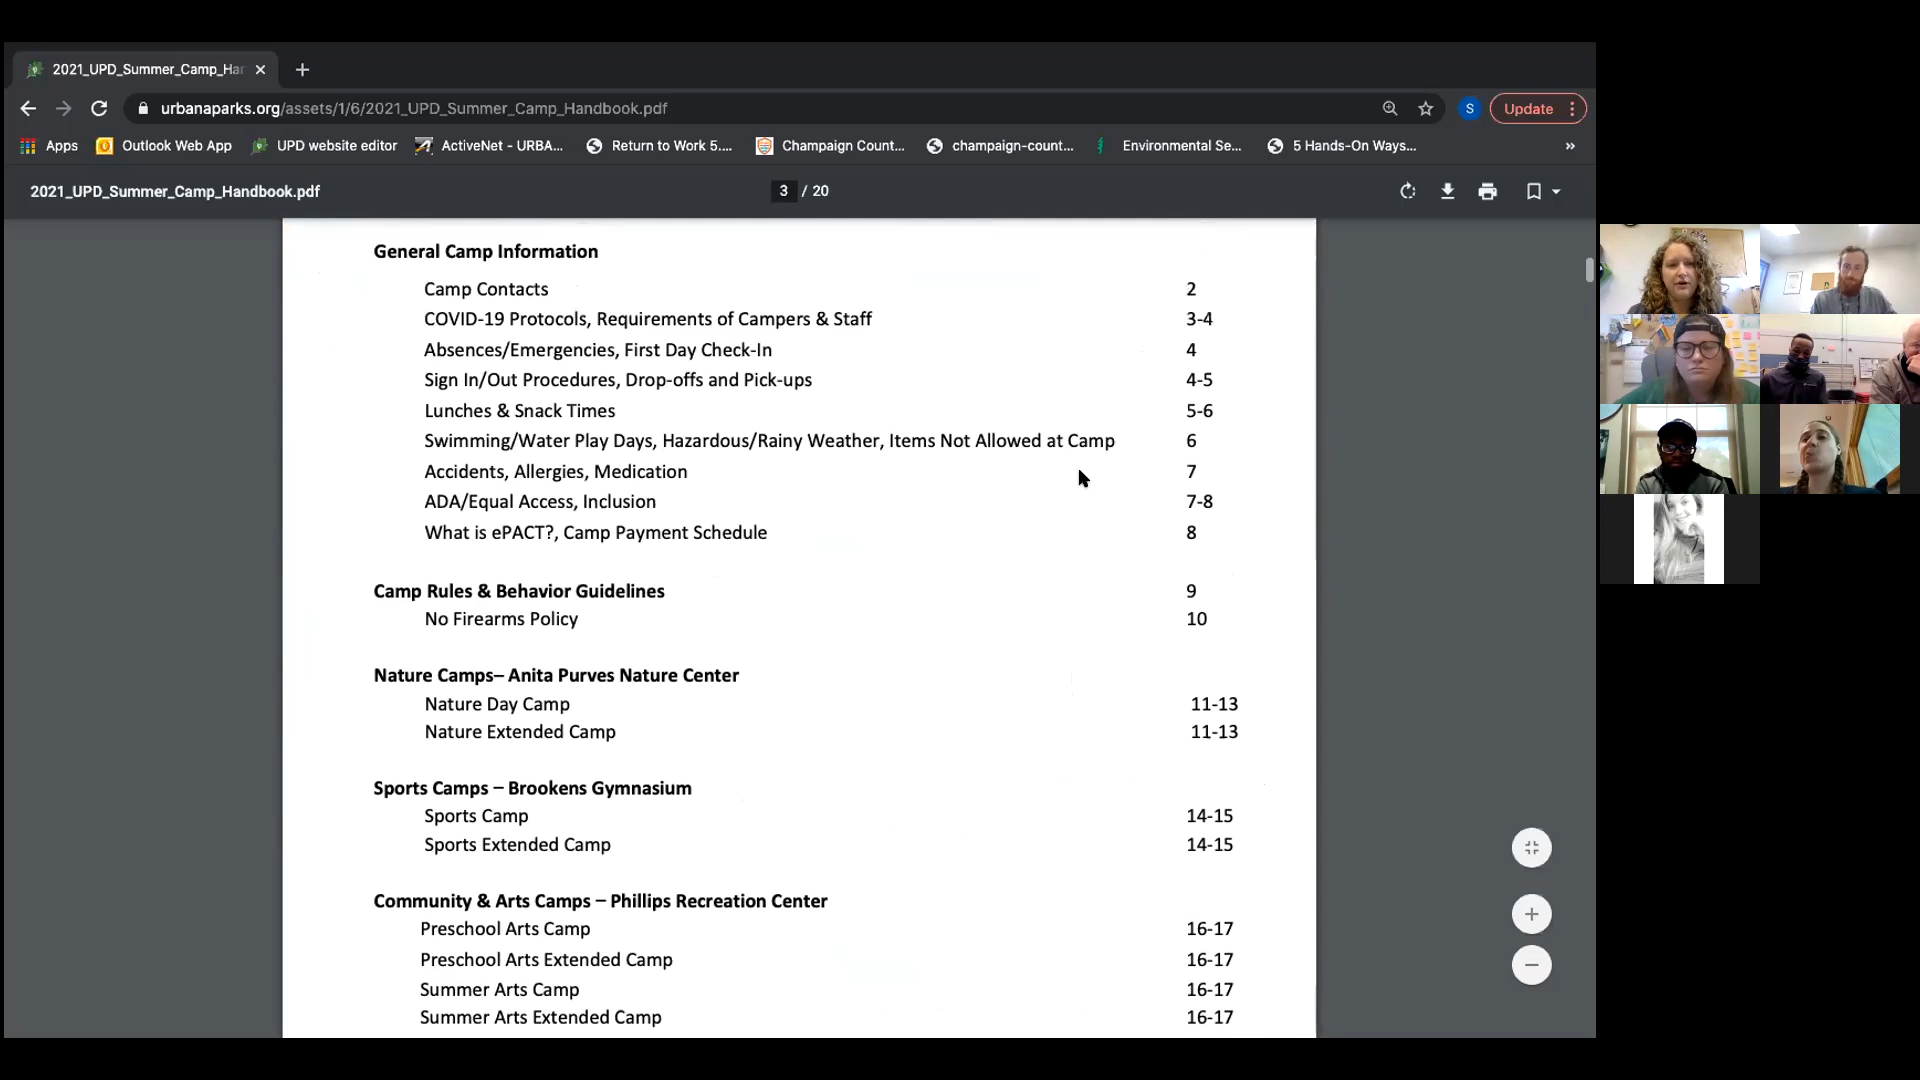 2021_UPD_Summer_Camp_Har
urbanaparks.org/assets/1/6/2021_UPD_Summer_Camp_Handbook.pdf
S
Update
Apps
Outlook Web App
UPD website editor
ActiveNet - URBA...
Return to Work 5....
Champaign Count...
champaign-count...
Environmental Se...
5 Hands-On Ways...
»
2021_UPD_Summer_Camp_Handbook.pdf
3 / 20
General Camp Information
Camp Contacts 2
COVID-19 Protocols, Requirements of Campers & Staff 3-4
Absences/Emergencies, First Day Check-In 4
Sign In/Out Procedures, Drop-offs and Pick-ups 4-5
Lunches & Snack Times 5-6
Swimming/Water Play Days, Hazardous/Rainy Weather, Items Not Allowed at Camp 6
Accidents, Allergies, Medication 7
ADA/Equal Access, Inclusion 7-8
What is ePACT?, Camp Payment Schedule 8
Camp Rules & Behavior Guidelines 9
No Firearms Policy 10
Nature Camps– Anita Purves Nature Center
Nature Day Camp 11-13
Nature Extended Camp 11-13
Sports Camps – Brookens Gymnasium
Sports Camp 14-15
Sports Extended Camp 14-15
Community & Arts Camps – Phillips Recreation Center
Preschool Arts Camp 16-17
Preschool Arts Extended Camp 16-17
Summer Arts Camp 16-17
Summer Arts Extended Camp 16-17